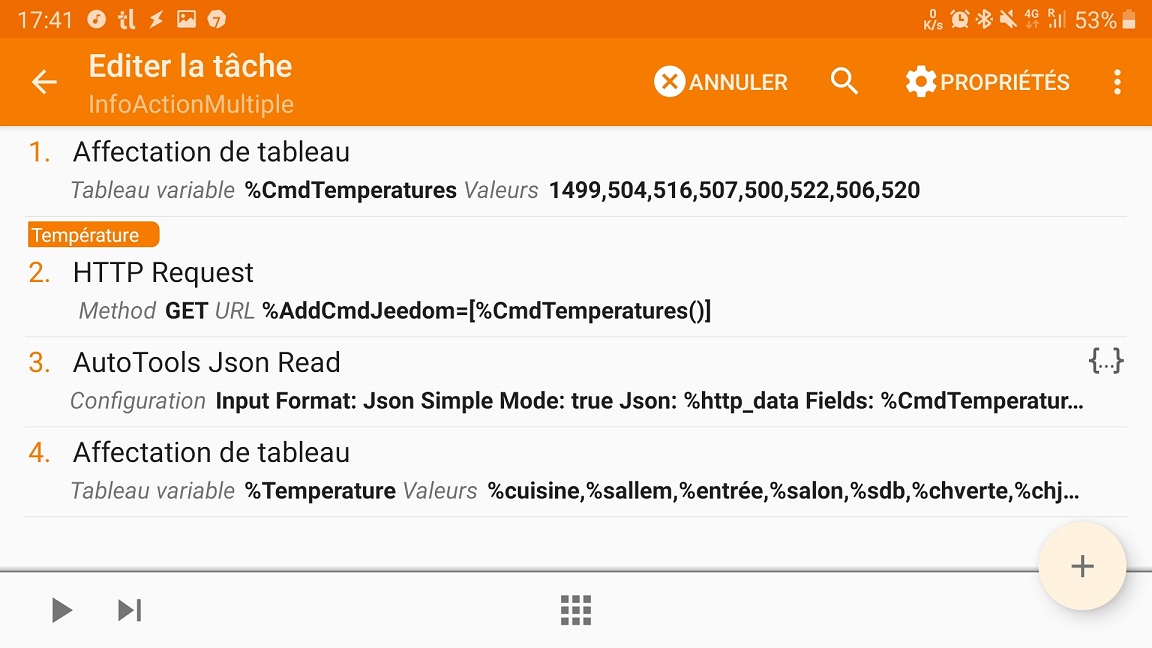 17:41 0 K/s 4G R 53%
Editer la tâche
InfoActionMultiple
ANNULER PROPRIÉTÉS
1. Affectation de tableau
Tableau variable %CmdTemperatures Valeurs 1499,504,516,507,500,522,506,520
Température
2. HTTP Request
Method GET URL %AddCmdJeedom=[%CmdTemperatures()]
3. AutoTools Json Read {...}
Configuration Input Format: Json Simple Mode: true Json: %http_data Fields: %CmdTemperatur...
4. Affectation de tableau
Tableau variable %Temperature Valeurs %cuisine,%sallem,%entrée,%salon,%sdb,%chverte,%chj...